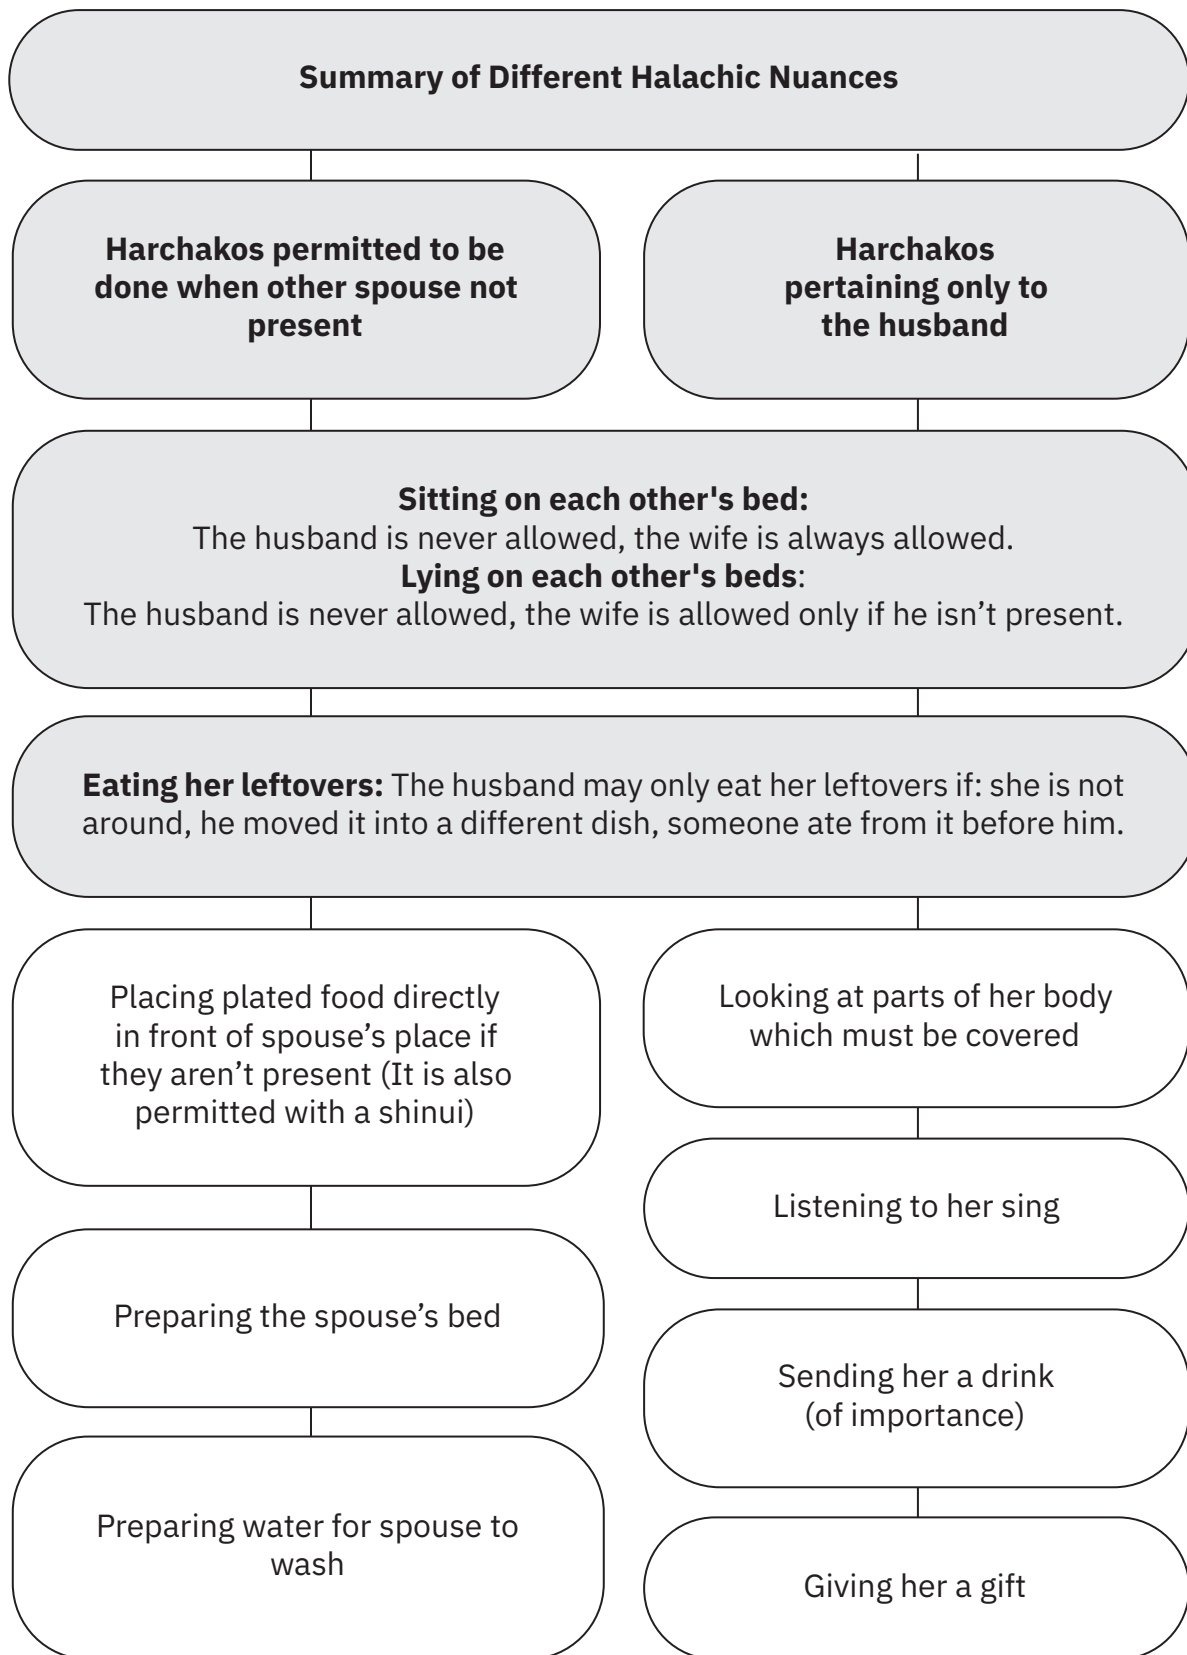 Summary of Different Halachic Nuances
Harchakos permitted to be
done when other spouse not
present
Harchakos
pertaining only to
the husband
Sitting on each other's bed:
The husband is never allowed, the wife is always allowed.
Lying on each other's beds:
The husband is never allowed, the wife is allowed only if he isn’t present.
Eating her leftovers: The husband may only eat her leftovers if: she is not
around, he moved it into a different dish, someone ate from it before him.
Placing plated food directly
in front of spouse’s place if
they aren’t present (It is also
permitted with a shinui)
Preparing the spouse’s bed
Preparing water for spouse to
wash
Looking at parts of her body
which must be covered
Listening to her sing
Sending her a drink
(of importance)
Giving her a gift